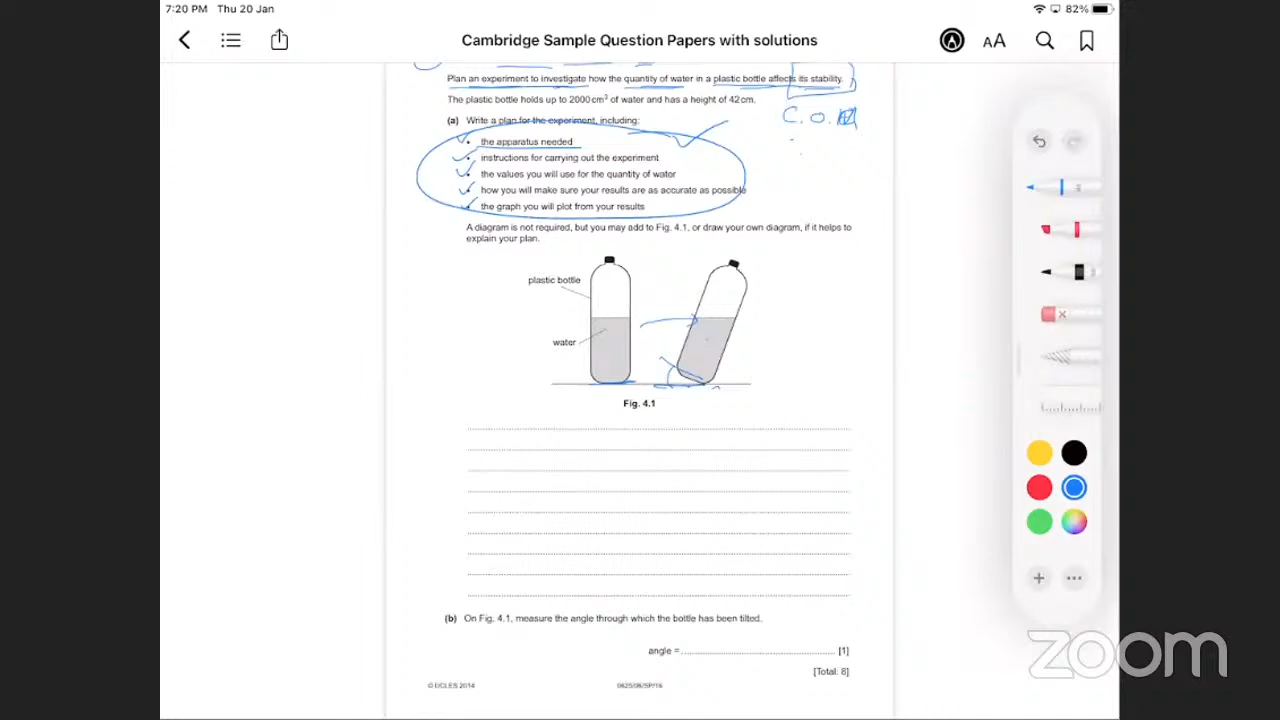 7:20 PM Thu 20 Jan
82%
Cambridge Sample Question Papers with solutions
AA
Plan an experiment to investigate how the quantity of water in a plastic bottle affects its stability.
The plastic bottle holds up to 2000 cm³ of water and has a height of 42 cm.
C. O. M
(a) Write a plan for the experiment, including:
• the apparatus needed
• instructions for carrying out the experiment
• the values you will use for the quantity of water
• how you will make sure your results are as accurate as possible
• the graph you will plot from your results
A diagram is not required, but you may add to Fig. 4.1, or draw your own diagram, if it helps to
explain your plan.
plastic bottle
water
Fig. 4.1
(b) On Fig. 4.1, measure the angle through which the bottle has been tilted.
angle = ........................................ [1]
[Total: 8]
© UCLES 2014 0625/06/SP/16
zoom